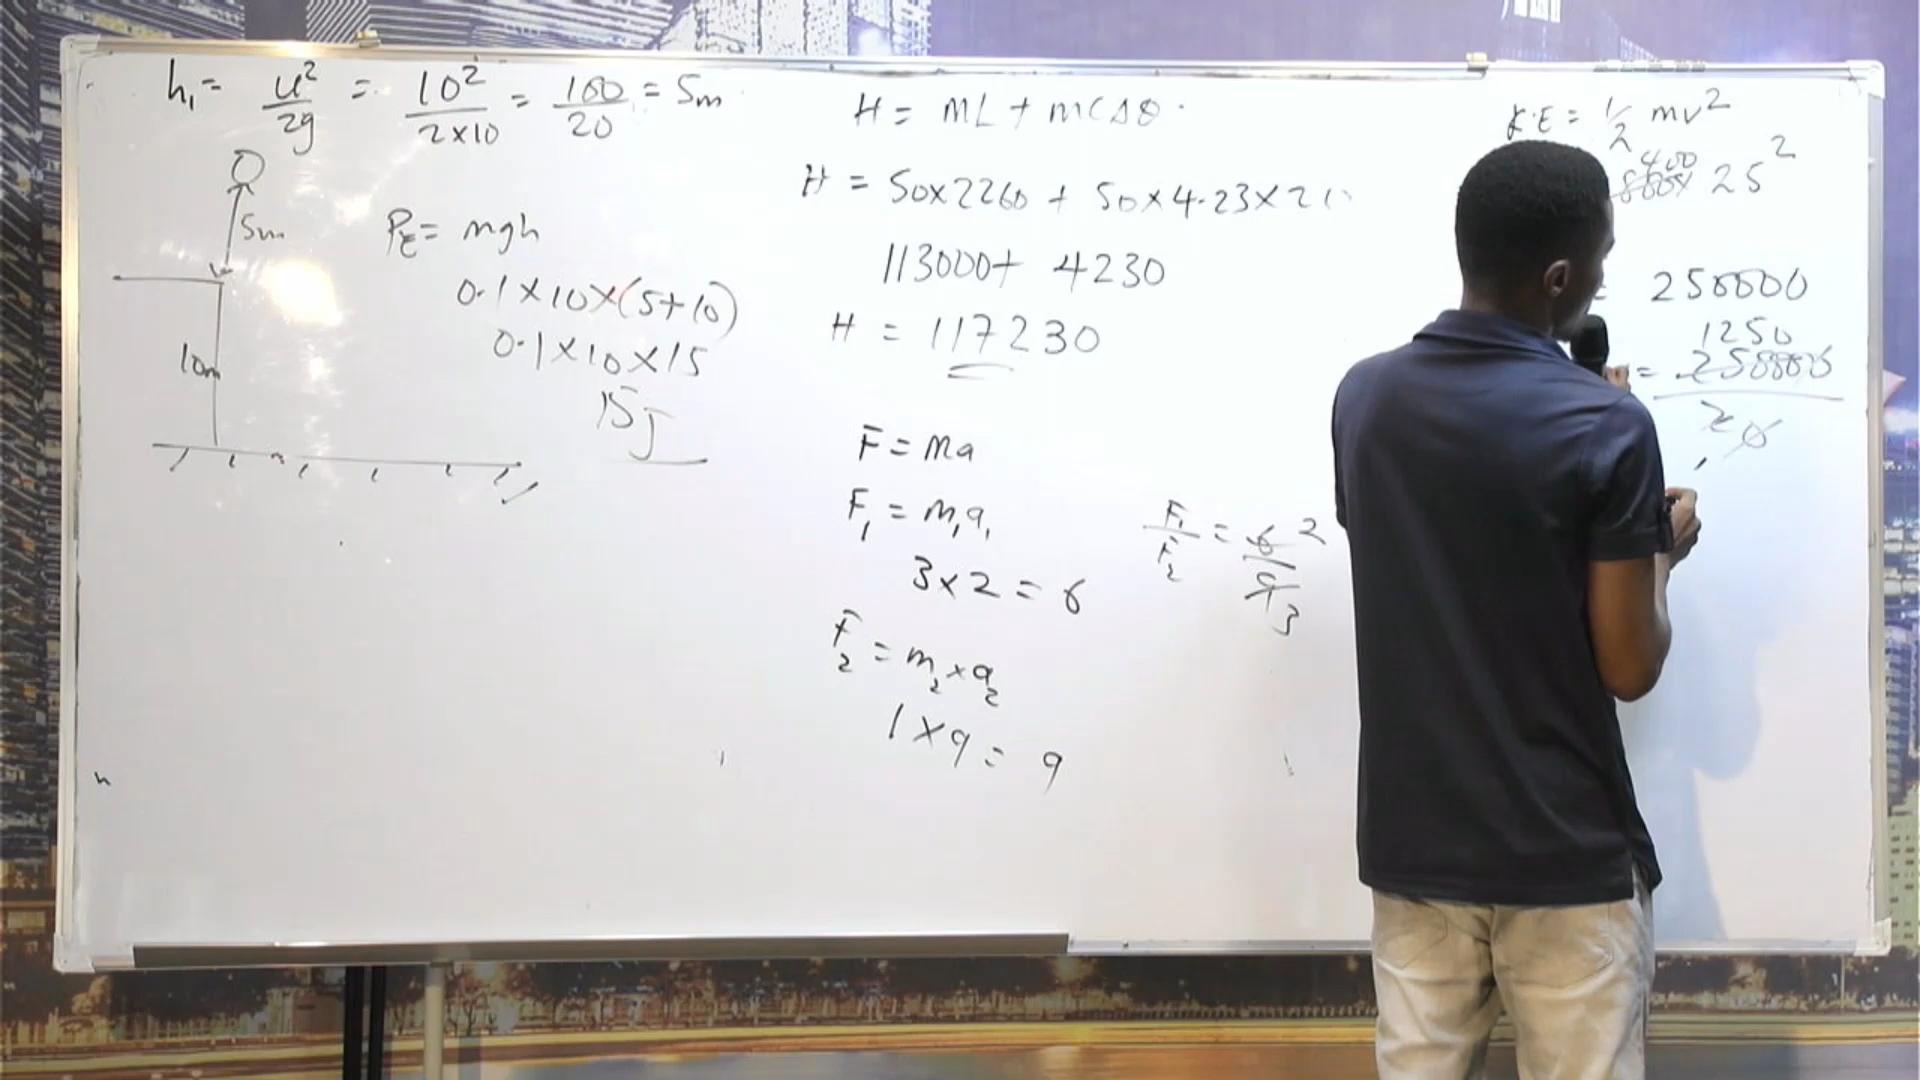 h₁ = u²/2g = 10²/2×10 = 100/20 = 5m
5m
10m
PE = mgh
0.1×10×(5+10)
0.1×10×15
15J
H = mL + mcΔθ
H = 50×2260 + 50×4.23×2
113000+ 4230
H = 117230
F = ma
F₁ = m₁a₁
3×2 = 6
F₂ = m₂×a₂
1×9 = 9
F₁/F₂ = 6/9 2
3
K.E = 1/2 mv²
400
800× 25²
250000
1250
= 250000
20